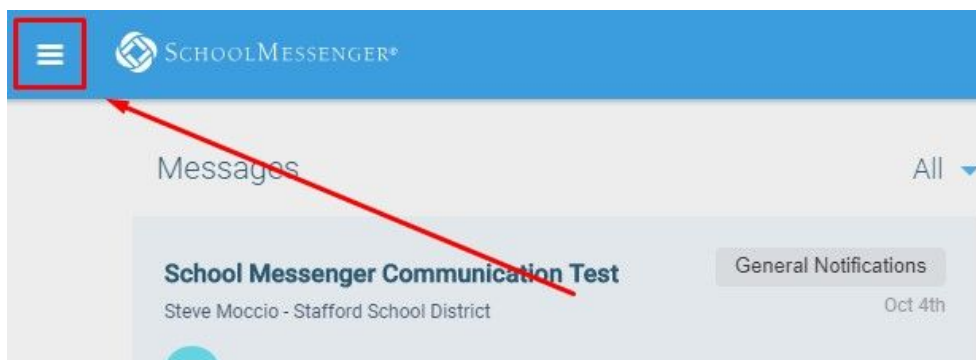 SCHOOLMESSENGER®
Messages
All
School Messenger Communication Test
General Notifications
Steve Moccio - Stafford School District
Oct 4th